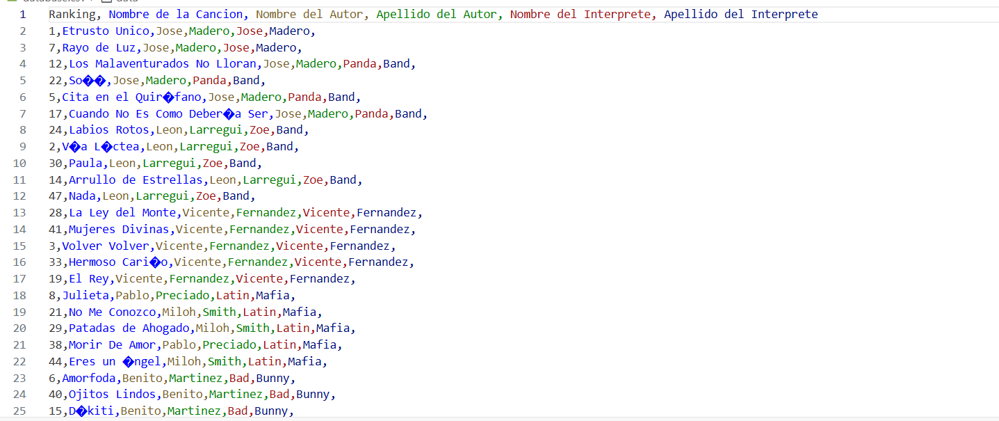 database.csv > data
1 Ranking, Nombre de la Cancion, Nombre del Autor, Apellido del Autor, Nombre del Interprete, Apellido del Interprete
2 1,Etrusto Unico,Jose,Madero,Jose,Madero,
3 7,Rayo de Luz,Jose,Madero,Jose,Madero,
4 12,Los Malaventurados No Lloran,Jose,Madero,Panda,Band,
5 22,So��,Jose,Madero,Panda,Band,
6 5,Cita en el Quir�fano,Jose,Madero,Panda,Band,
7 17,Cuando No Es Como Deber�a Ser,Jose,Madero,Panda,Band,
8 24,Labios Rotos,Leon,Larregui,Zoe,Band,
9 2,V�a L�ctea,Leon,Larregui,Zoe,Band,
10 30,Paula,Leon,Larregui,Zoe,Band,
11 14,Arrullo de Estrellas,Leon,Larregui,Zoe,Band,
12 47,Nada,Leon,Larregui,Zoe,Band,
13 28,La Ley del Monte,Vicente,Fernandez,Vicente,Fernandez,
14 41,Mujeres Divinas,Vicente,Fernandez,Vicente,Fernandez,
15 3,Volver Volver,Vicente,Fernandez,Vicente,Fernandez,
16 33,Hermoso Cari�o,Vicente,Fernandez,Vicente,Fernandez,
17 19,El Rey,Vicente,Fernandez,Vicente,Fernandez,
18 8,Julieta,Pablo,Preciado,Latin,Mafia,
19 21,No Me Conozco,Miloh,Smith,Latin,Mafia,
20 29,Patadas de Ahogado,Miloh,Smith,Latin,Mafia,
21 38,Morir De Amor,Pablo,Preciado,Latin,Mafia,
22 44,Eres un �ngel,Miloh,Smith,Latin,Mafia,
23 6,Amorfoda,Benito,Martinez,Bad,Bunny,
24 40,Ojitos Lindos,Benito,Martinez,Bad,Bunny,
25 15,D�kiti,Benito,Martinez,Bad,Bunny,